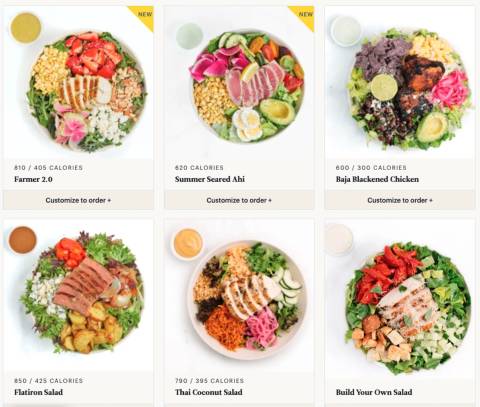 NEW
NEW
810 / 405 CALORIES
Farmer 2.0
Customize to order +
620 CALORIES
Summer Seared Ahi
Customize to order +
600 / 300 CALORIES
Baja Blackened Chicken
Customize to order +
850 / 425 CALORIES
Flatiron Salad
790 / 395 CALORIES
Thai Coconut Salad
Build Your Own Salad